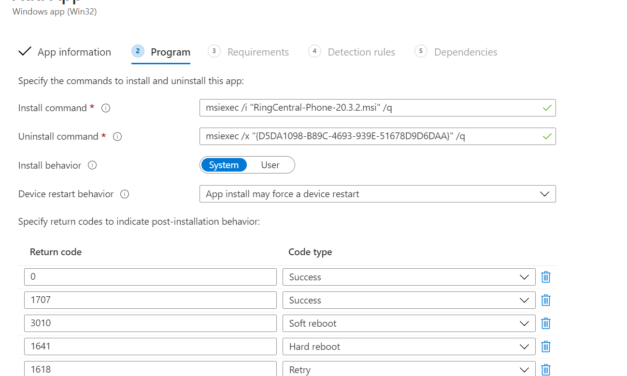 Windows app (Win32)
App information 2 Program 3 Requirements 4 Detection rules 5 Dependencies
Specify the commands to install and uninstall this app:
Install command * msiexec /i "RingCentral-Phone-20.3.2.msi" /q
Uninstall command * msiexec /x "{D5DA1098-B89C-4693-939E-51678D9D6DAA}" /q
Install behavior System User
Device restart behavior App install may force a device restart
Specify return codes to indicate post-installation behavior:
Return code Code type
0 Success
1707 Success
3010 Soft reboot
1641 Hard reboot
1618 Retry